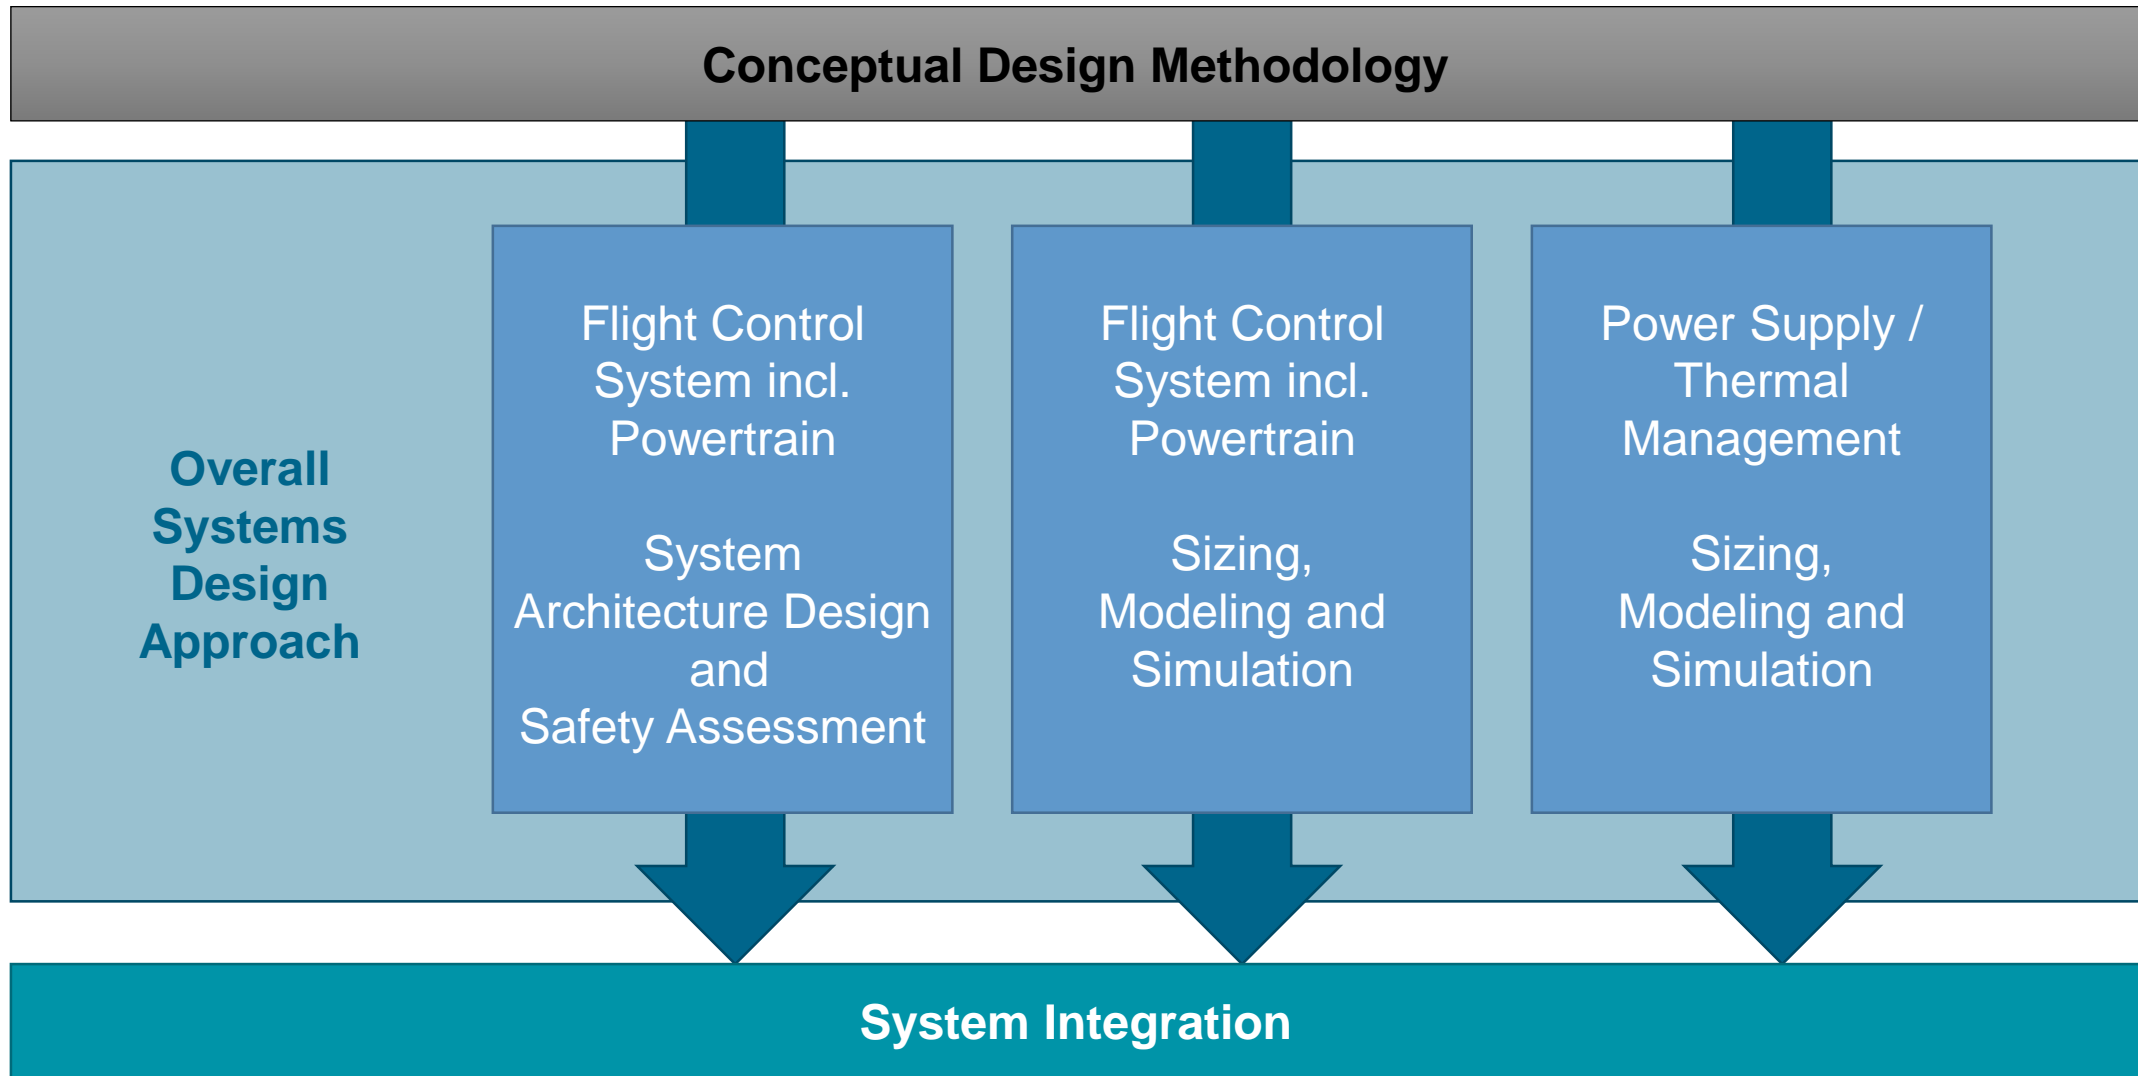 Conceptual Design Methodology
Overall
Systems
Design
Approach
Flight Control
System incl.
Powertrain
System
Architecture Design
and
Safety Assessment
Flight Control
System incl.
Powertrain
Sizing,
Modeling and
Simulation
Power Supply /
Thermal
Management
Sizing,
Modeling and
Simulation
System Integration